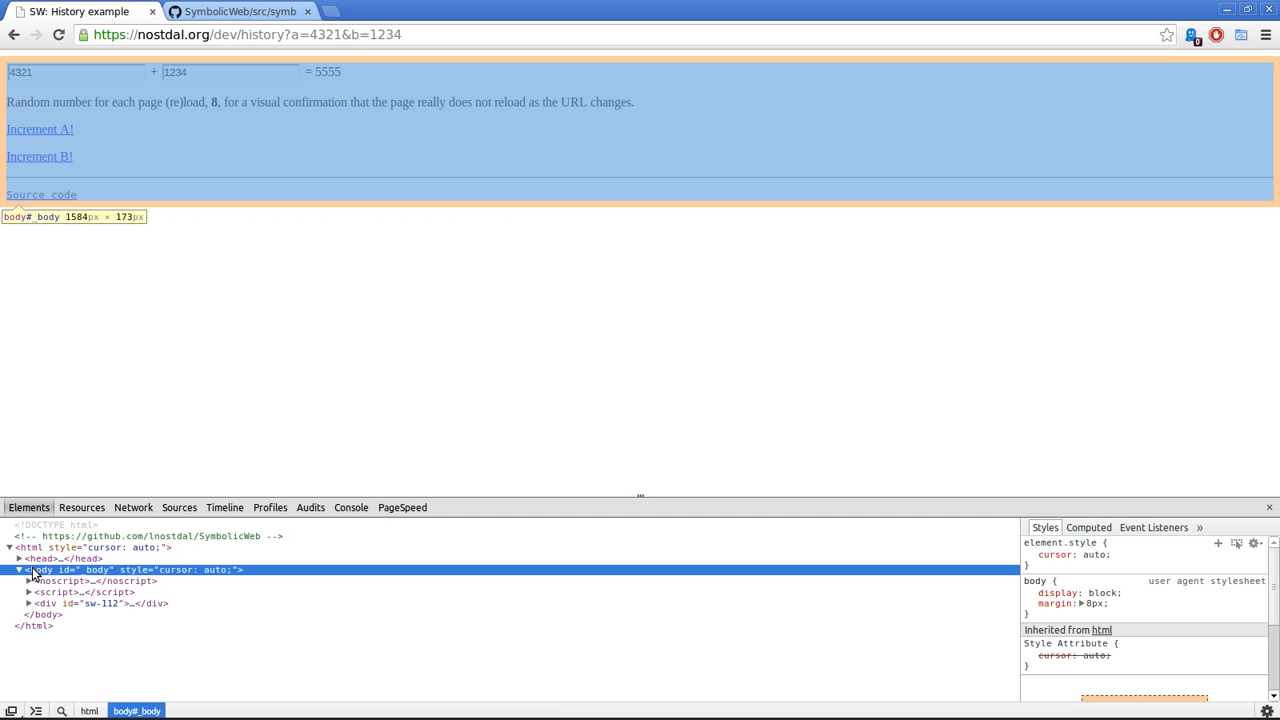 SW: History example
SymbolicWeb/src/symb
https://nostdal.org/dev/history?a=4321&b=1234
0
4321 + 1234 = 5555
Random number for each page (re)load, 8, for a visual confirmation that the page really does not reload as the URL changes.
Increment A!
Increment B!
Source code
body#_body 1584px × 173px
Elements Resources Network Sources Timeline Profiles Audits Console PageSpeed
<!DOCTYPE html>
<!-- https://github.com/lnostdal/SymbolicWeb -->
<html style="cursor: auto;">
<head>…</head>
<body id="_body" style="cursor: auto;">
<noscript>…</noscript>
<script>…</script>
<div id="sw-112">…</div>
</body>
</html>
Styles Computed Event Listeners »
element.style {
cursor: auto;
}
body { user agent stylesheet
display: block;
margin: 8px;
}
Inherited from html
Style Attribute {
cursor: auto;
}
html body#_body